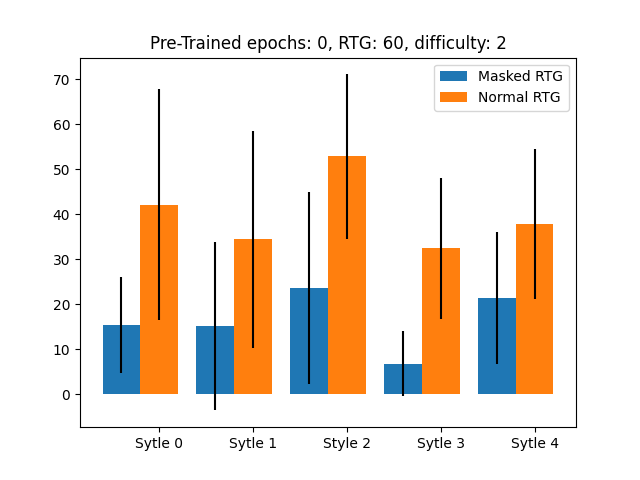 Pre-Trained epochs: 0, RTG: 60, difficulty: 2
Masked RTG
Normal RTG
70
60
50
40
30
20
10
0
Sytle 0 Sytle 1 Style 2 Sytle 3 Sytle 4